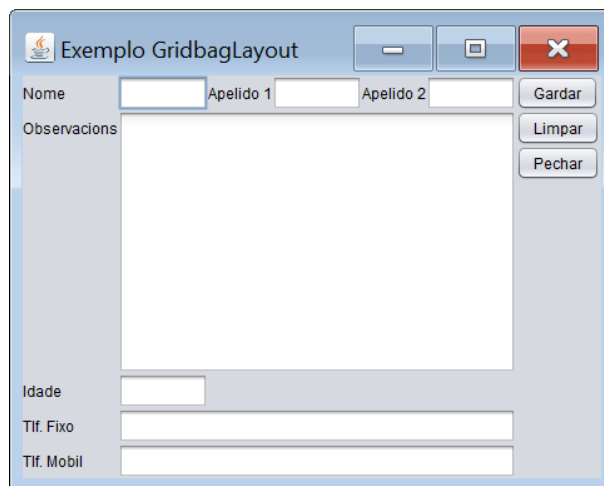 Exemplo GridbagLayout
Nome Apelido 1 Apelido 2 Gardar
Observacions Limpar
Pechar
Idade
Tlf. Fixo
Tlf. Mobil